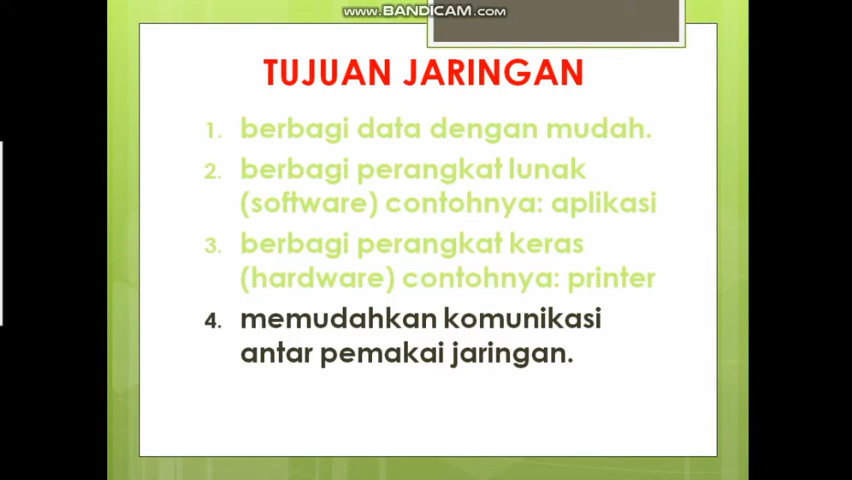 www.BANDICAM.com
TUJUAN JARINGAN
1. berbagi data dengan mudah.
2. berbagi perangkat lunak
(software) contohnya: aplikasi
3. berbagi perangkat keras
(hardware) contohnya: printer
4. memudahkan komunikasi
antar pemakai jaringan.